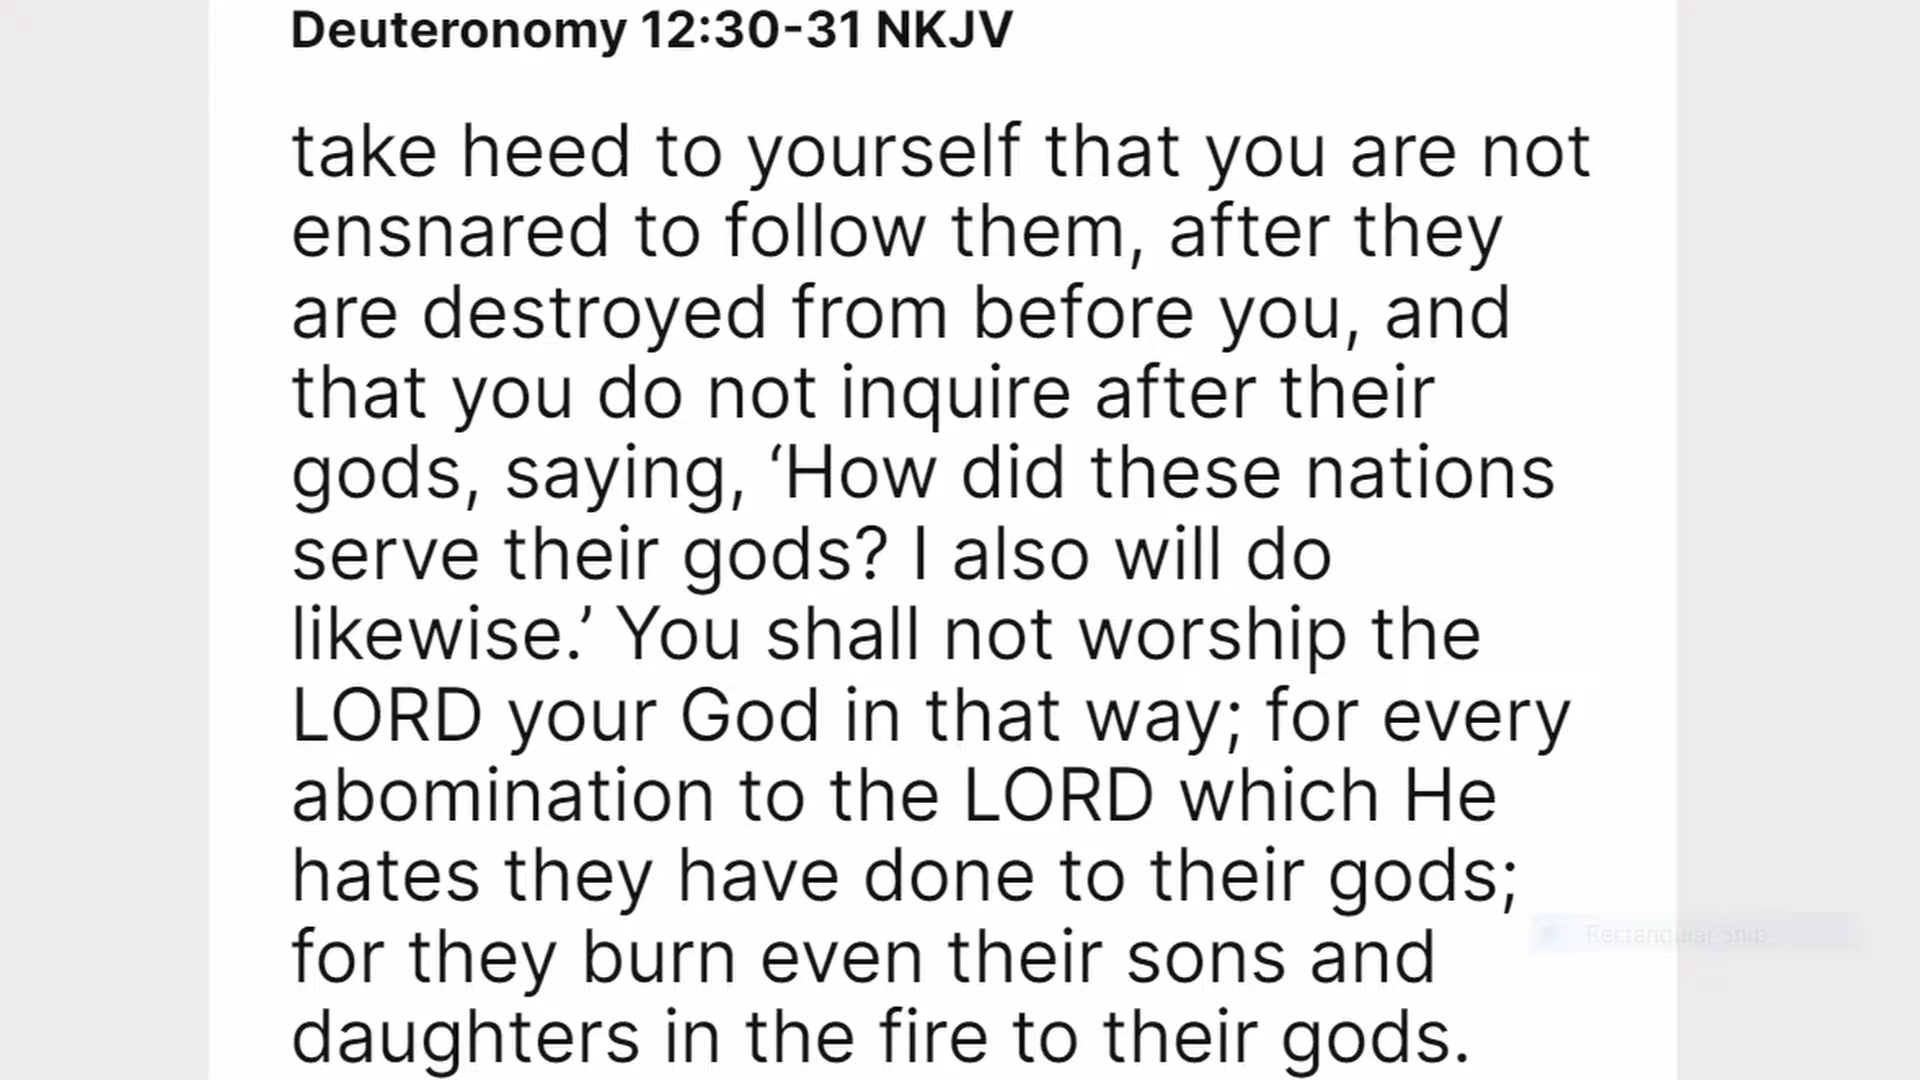 Deuteronomy 12:30-31 NKJV
take heed to yourself that you are not
ensnared to follow them, after they
are destroyed from before you, and
that you do not inquire after their
gods, saying, ‘How did these nations
serve their gods? I also will do
likewise.’ You shall not worship the
LORD your God in that way; for every
abomination to the LORD which He
hates they have done to their gods;
for they burn even their sons and
daughters in the fire to their gods.
Rectangular Snip